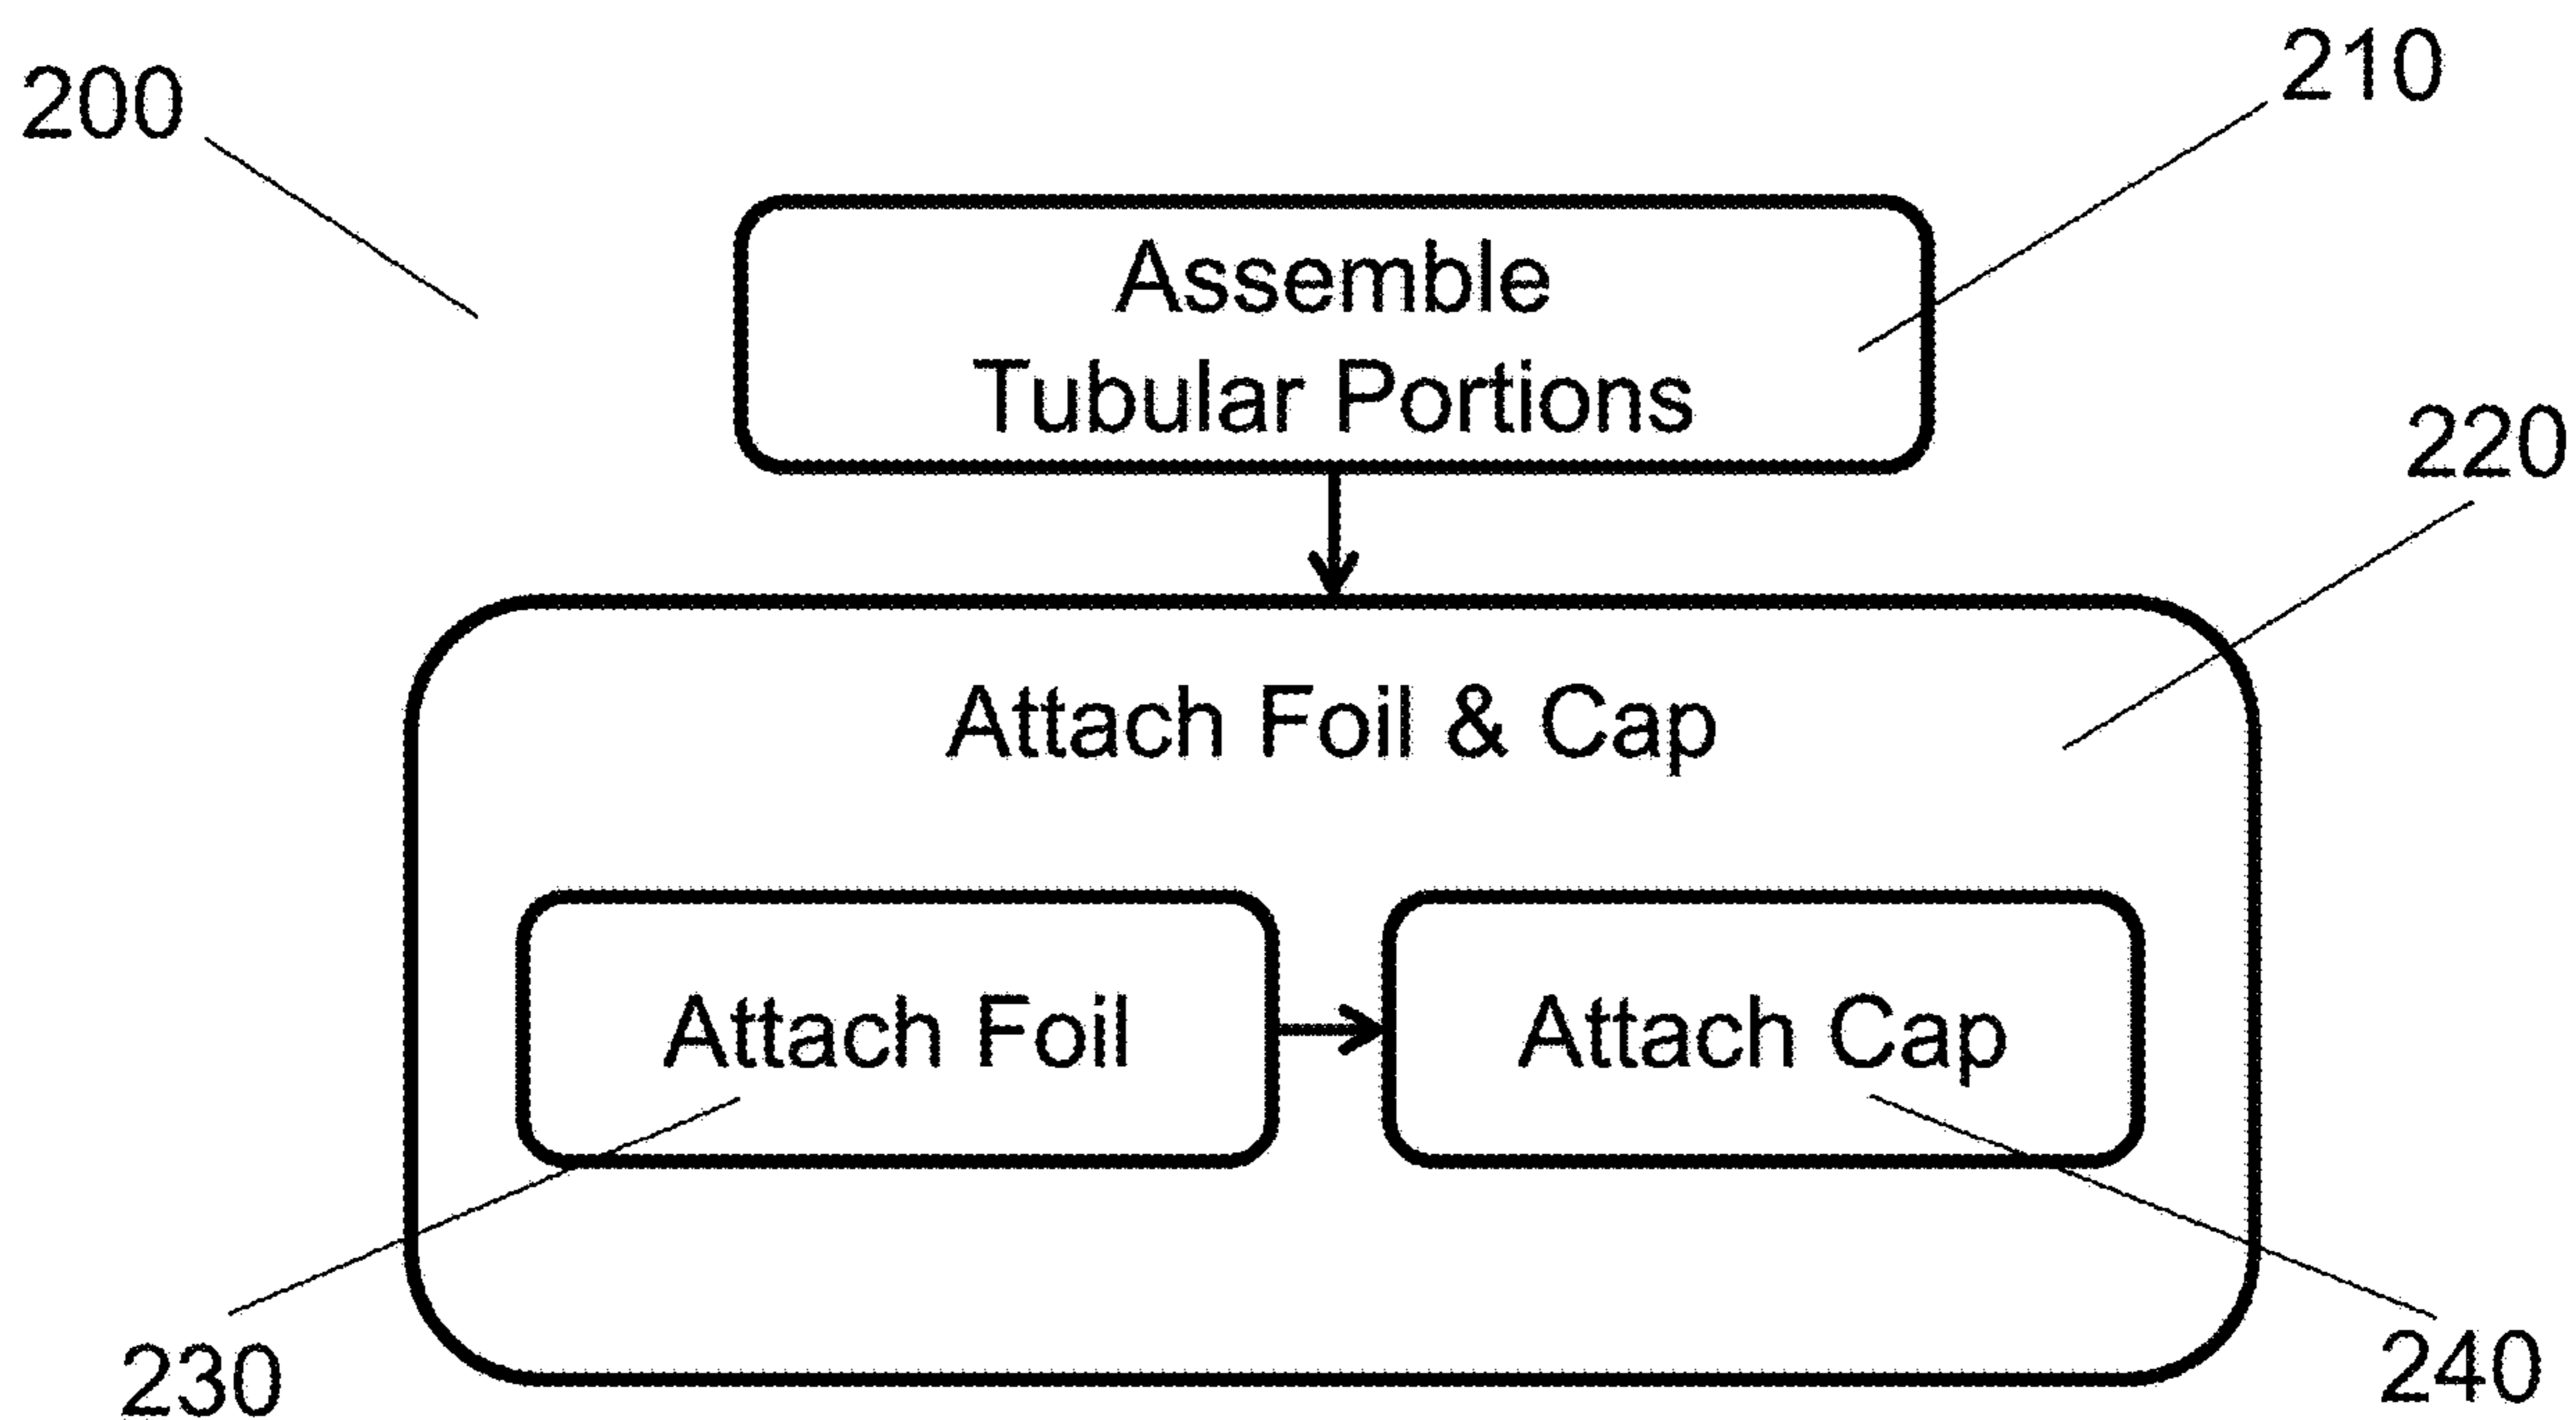 200
210
Assemble
Tubular Portions
220
Attach Foil & Cap
Attach Foil
Attach Cap
230
240